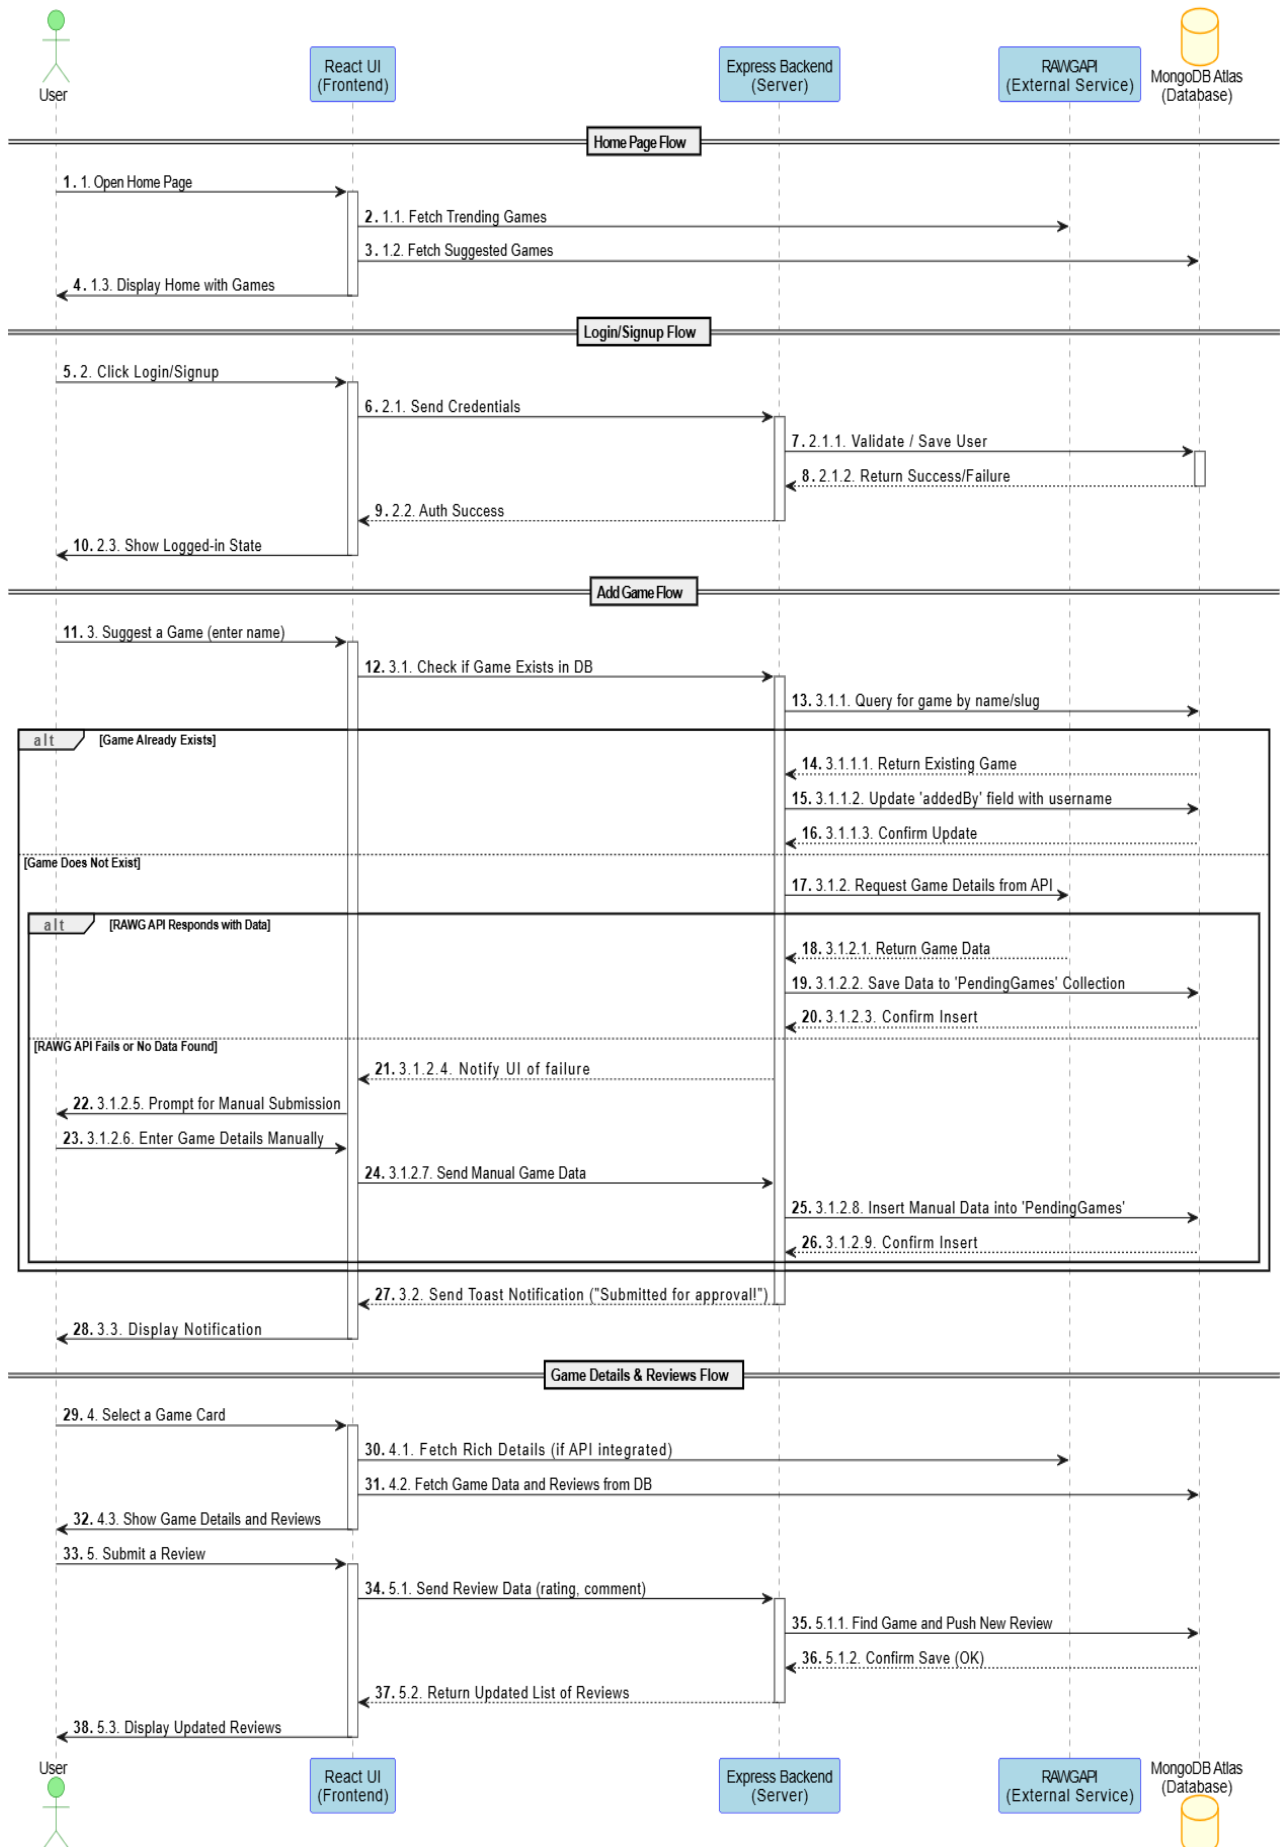 User
React UI
(Frontend)
Express Backend
(Server)
RAWGAPI
(External Service)
MongoDB Atlas
(Database)
Home Page Flow
1. 1. Open Home Page
2. 1.1. Fetch Trending Games
3. 1.2. Fetch Suggested Games
4. 1.3. Display Home with Games
Login/Signup Flow
5. 2. Click Login/Signup
6. 2.1. Send Credentials
7. 2.1.1. Validate / Save User
8. 2.1.2. Return Success/Failure
9. 2.2. Auth Success
10. 2.3. Show Logged-in State
Add Game Flow
11. 3. Suggest a Game (enter name)
12. 3.1. Check if Game Exists in DB
13. 3.1.1. Query for game by name/slug
alt [Game Already Exists]
14. 3.1.1.1. Return Existing Game
15. 3.1.1.2. Update 'addedBy' field with username
16. 3.1.1.3. Confirm Update
[Game Does Not Exist]
17. 3.1.2. Request Game Details from API
alt [RAWG API Responds with Data]
18. 3.1.2.1. Return Game Data
19. 3.1.2.2. Save Data to 'PendingGames' Collection
20. 3.1.2.3. Confirm Insert
[RAWG API Fails or No Data Found]
21. 3.1.2.4. Notify UI of failure
22. 3.1.2.5. Prompt for Manual Submission
23. 3.1.2.6. Enter Game Details Manually
24. 3.1.2.7. Send Manual Game Data
25. 3.1.2.8. Insert Manual Data into 'PendingGames'
26. 3.1.2.9. Confirm Insert
27. 3.2. Send Toast Notification ("Submitted for approval!")
28. 3.3. Display Notification
Game Details & Reviews Flow
29. 4. Select a Game Card
30. 4.1. Fetch Rich Details (if API integrated)
31. 4.2. Fetch Game Data and Reviews from DB
32. 4.3. Show Game Details and Reviews
33. 5. Submit a Review
34. 5.1. Send Review Data (rating, comment)
35. 5.1.1. Find Game and Push New Review
36. 5.1.2. Confirm Save (OK)
37. 5.2. Return Updated List of Reviews
38. 5.3. Display Updated Reviews
User
React UI
(Frontend)
Express Backend
(Server)
RAWGAPI
(External Service)
MongoDB Atlas
(Database)